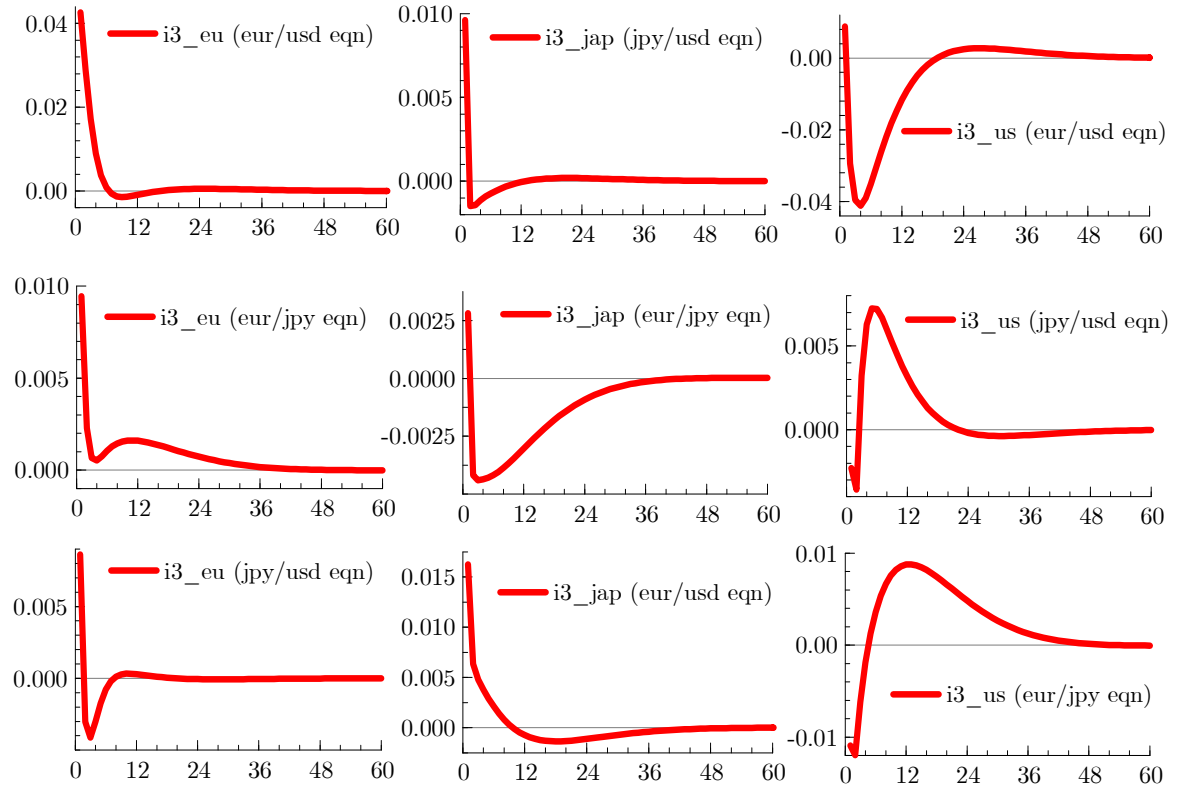 0.04
0.02
0.00
i3_eu (eur/usd eqn)
0 12 24 36 48 60
0.010
0.005
0.000
i3_jap (jpy/usd eqn)
0 12 24 36 48 60
0.00
-0.02
-0.04
i3_us (eur/usd eqn)
0 12 24 36 48 60
0.010
0.005
0.000
i3_eu (eur/jpy eqn)
0 12 24 36 48 60
0.0025
0.0000
-0.0025
i3_jap (eur/jpy eqn)
0 12 24 36 48 60
0.005
0.000
i3_us (jpy/usd eqn)
0 12 24 36 48 60
0.005
0.000
i3_eu (jpy/usd eqn)
0 12 24 36 48 60
0.015
0.010
0.005
0.000
i3_jap (eur/usd eqn)
0 12 24 36 48 60
0.01
0.00
-0.01
i3_us (eur/jpy eqn)
0 12 24 36 48 60